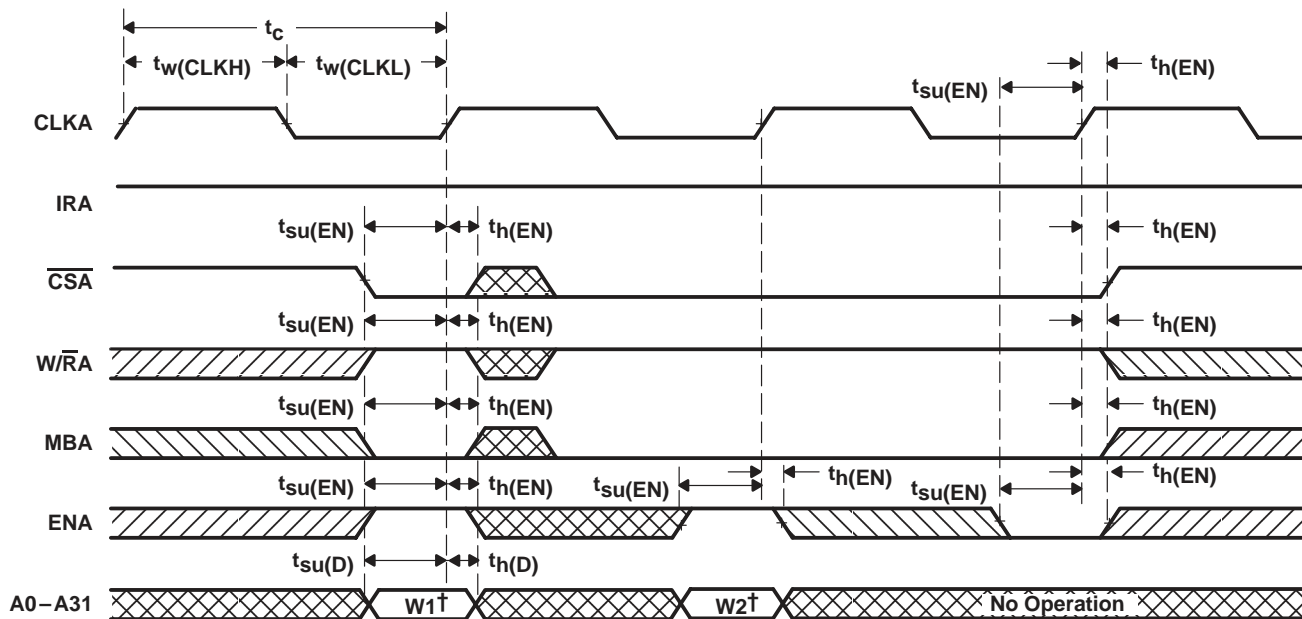 tc
tw(CLKH) tw(CLKL)
th(EN)
tsu(EN)
CLKA
IRA
tsu(EN) th(EN) th(EN)
CSA
tsu(EN) th(EN) th(EN)
W/RA
tsu(EN) th(EN) th(EN)
MBA
tsu(EN) th(EN) tsu(EN) th(EN) tsu(EN) th(EN)
ENA
tsu(D) th(D)
A0–A31 W1† W2† No Operation